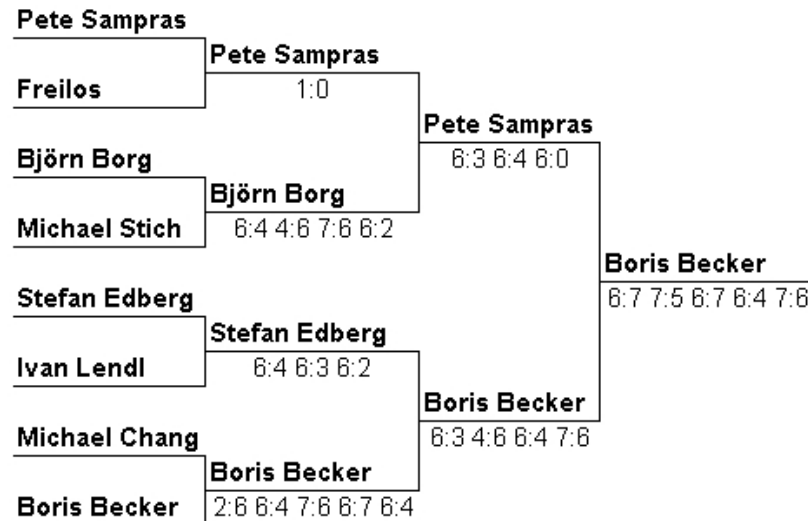 Pete Sampras
Pete Sampras
Freilos
1:0
Pete Sampras
Björn Borg
6:3 6:4 6:0
Björn Borg
Michael Stich
6:4 4:6 7:6 6:2
Boris Becker
Stefan Edberg
6:7 7:5 6:7 6:4 7:6
Stefan Edberg
Ivan Lendl
6:4 6:3 6:2
Boris Becker
Michael Chang
6:3 4:6 6:4 7:6
Boris Becker
Boris Becker
2:6 6:4 7:6 6:7 6:4